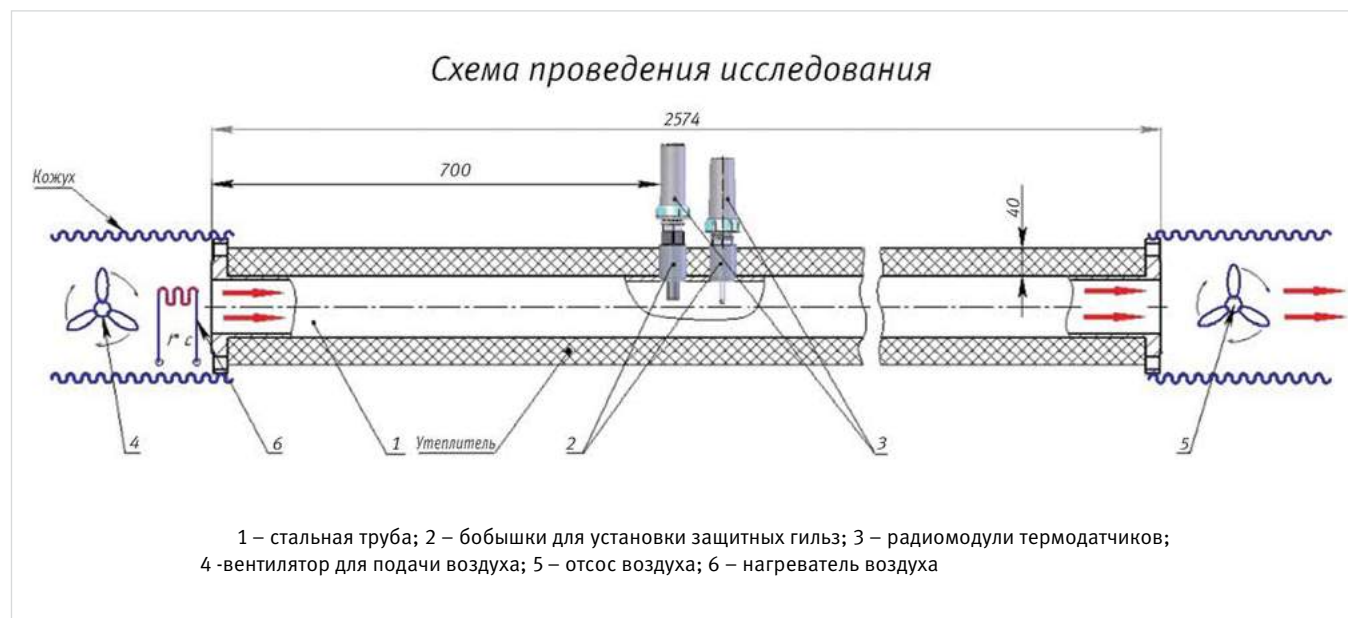 Схема проведения исследования
2574
700
Кожух
40
t° c
4
6
1
Утеплитель
2
3
5
1 – стальная труба; 2 – бобышки для установки защитных гильз; 3 – радиомодули термодатчиков;
4 -вентилятор для подачи воздуха; 5 – отсос воздуха; 6 – нагреватель воздуха